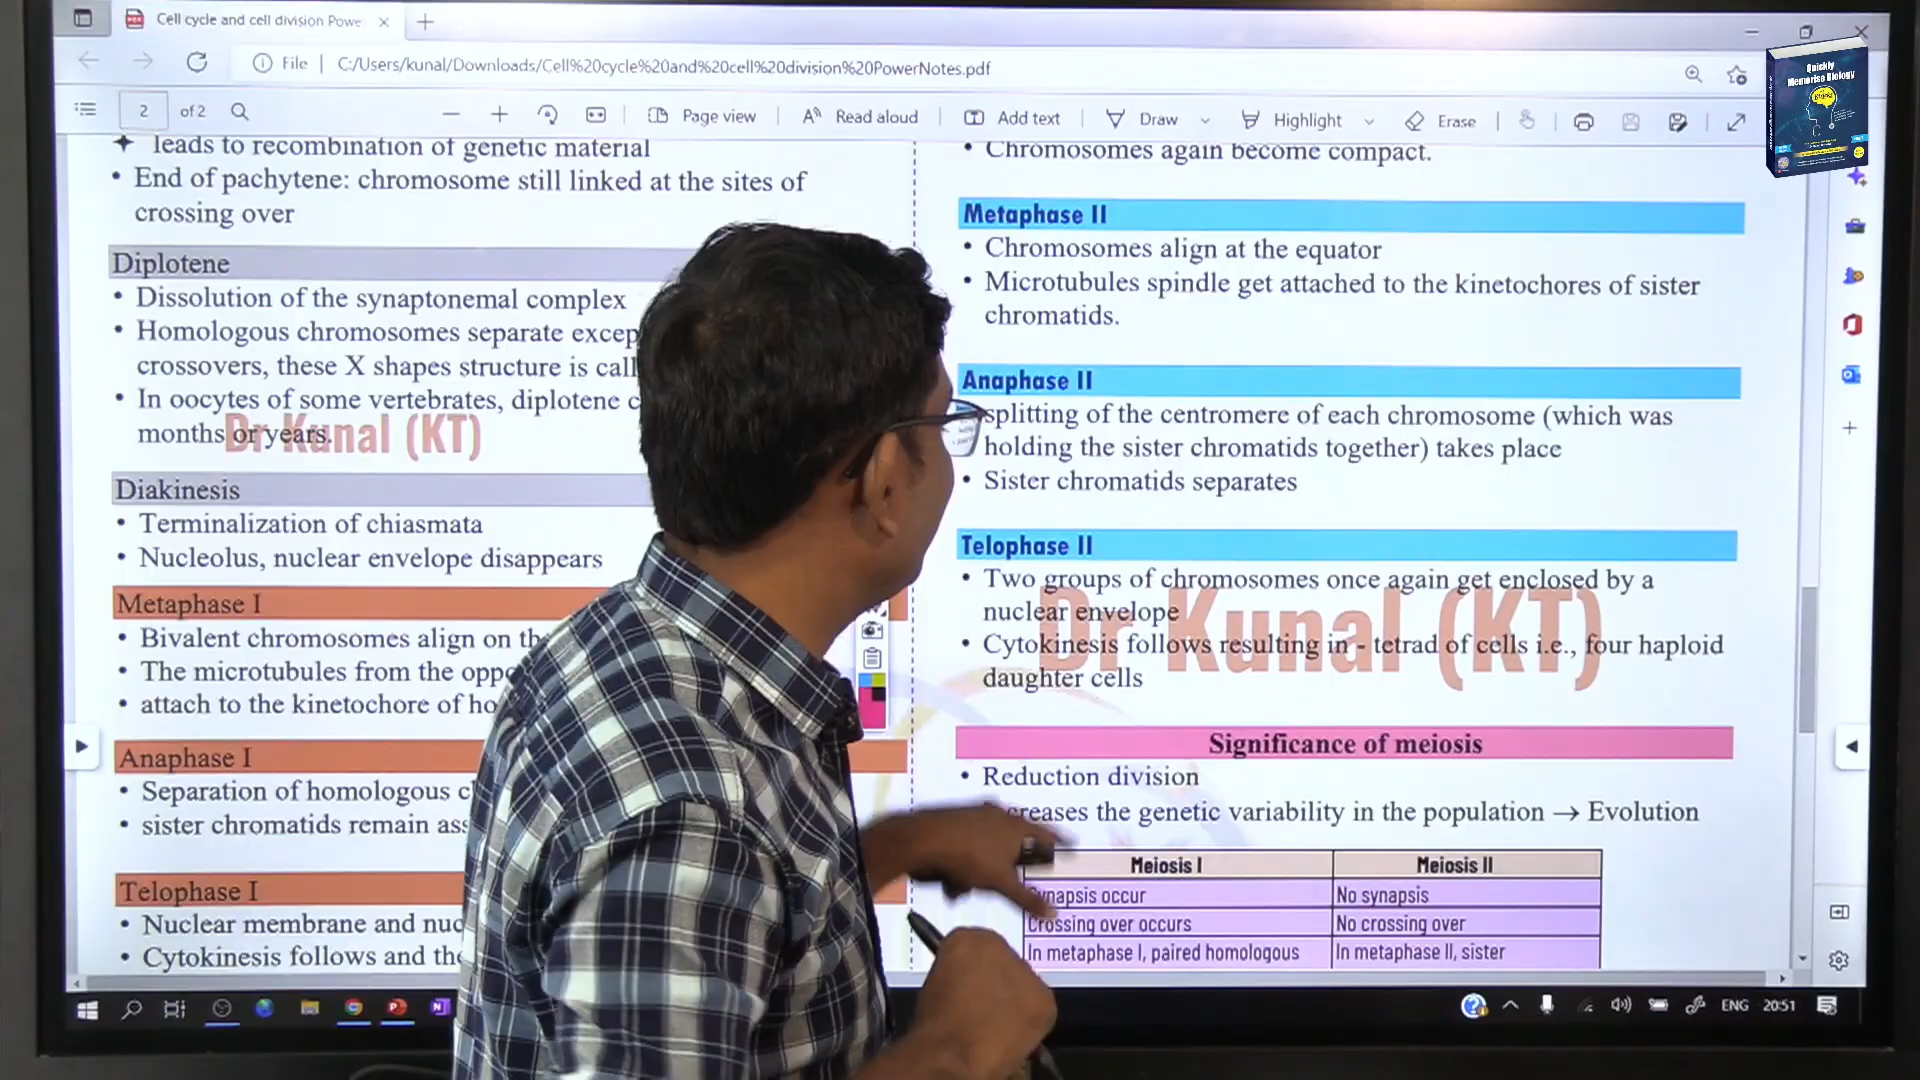 Cell cycle and cell division Powe
File
C:/Users/kunal/Downloads/Cell%20cycle%20and%20cell%20division%20PowerNotes.pdf
2 of 2
Page view
Read aloud
Add text
Draw
Highlight
Erase
Quickly
Memorise Biology
leads to recombination of genetic material
• End of pachytene: chromosome still linked at the sites of
crossing over
Diplotene
• Dissolution of the synaptonemal complex
• Homologous chromosomes separate excep
crossovers, these X shapes structure is call
• In oocytes of some vertebrates, diplotene c
months or years.
Dr Kunal (KT)
Diakinesis
• Terminalization of chiasmata
• Nucleolus, nuclear envelope disappears
Metaphase I
• Bivalent chromosomes align on th
• The microtubules from the oppo
• attach to the kinetochore of ho
Anaphase I
• Separation of homologous c
• sister chromatids remain ass
Telophase I
• Nuclear membrane and nuc
• Cytokinesis follows and the
• Chromosomes again become compact.
Metaphase II
• Chromosomes align at the equator
• Microtubules spindle get attached to the kinetochores of sister
chromatids.
Anaphase II
splitting of the centromere of each chromosome (which was
holding the sister chromatids together) takes place
• Sister chromatids separates
Telophase II
• Two groups of chromosomes once again get enclosed by a
nuclear envelope
• Cytokinesis follows resulting in - tetrad of cells i.e., four haploid
daughter cells
Dr Kunal (KT)
Significance of meiosis
• Reduction division
creases the genetic variability in the population → Evolution
Meiosis I Meiosis II
ynapsis occur No synapsis
Crossing over occurs No crossing over
In metaphase I, paired homologous In metaphase II, sister
ENG 20:51